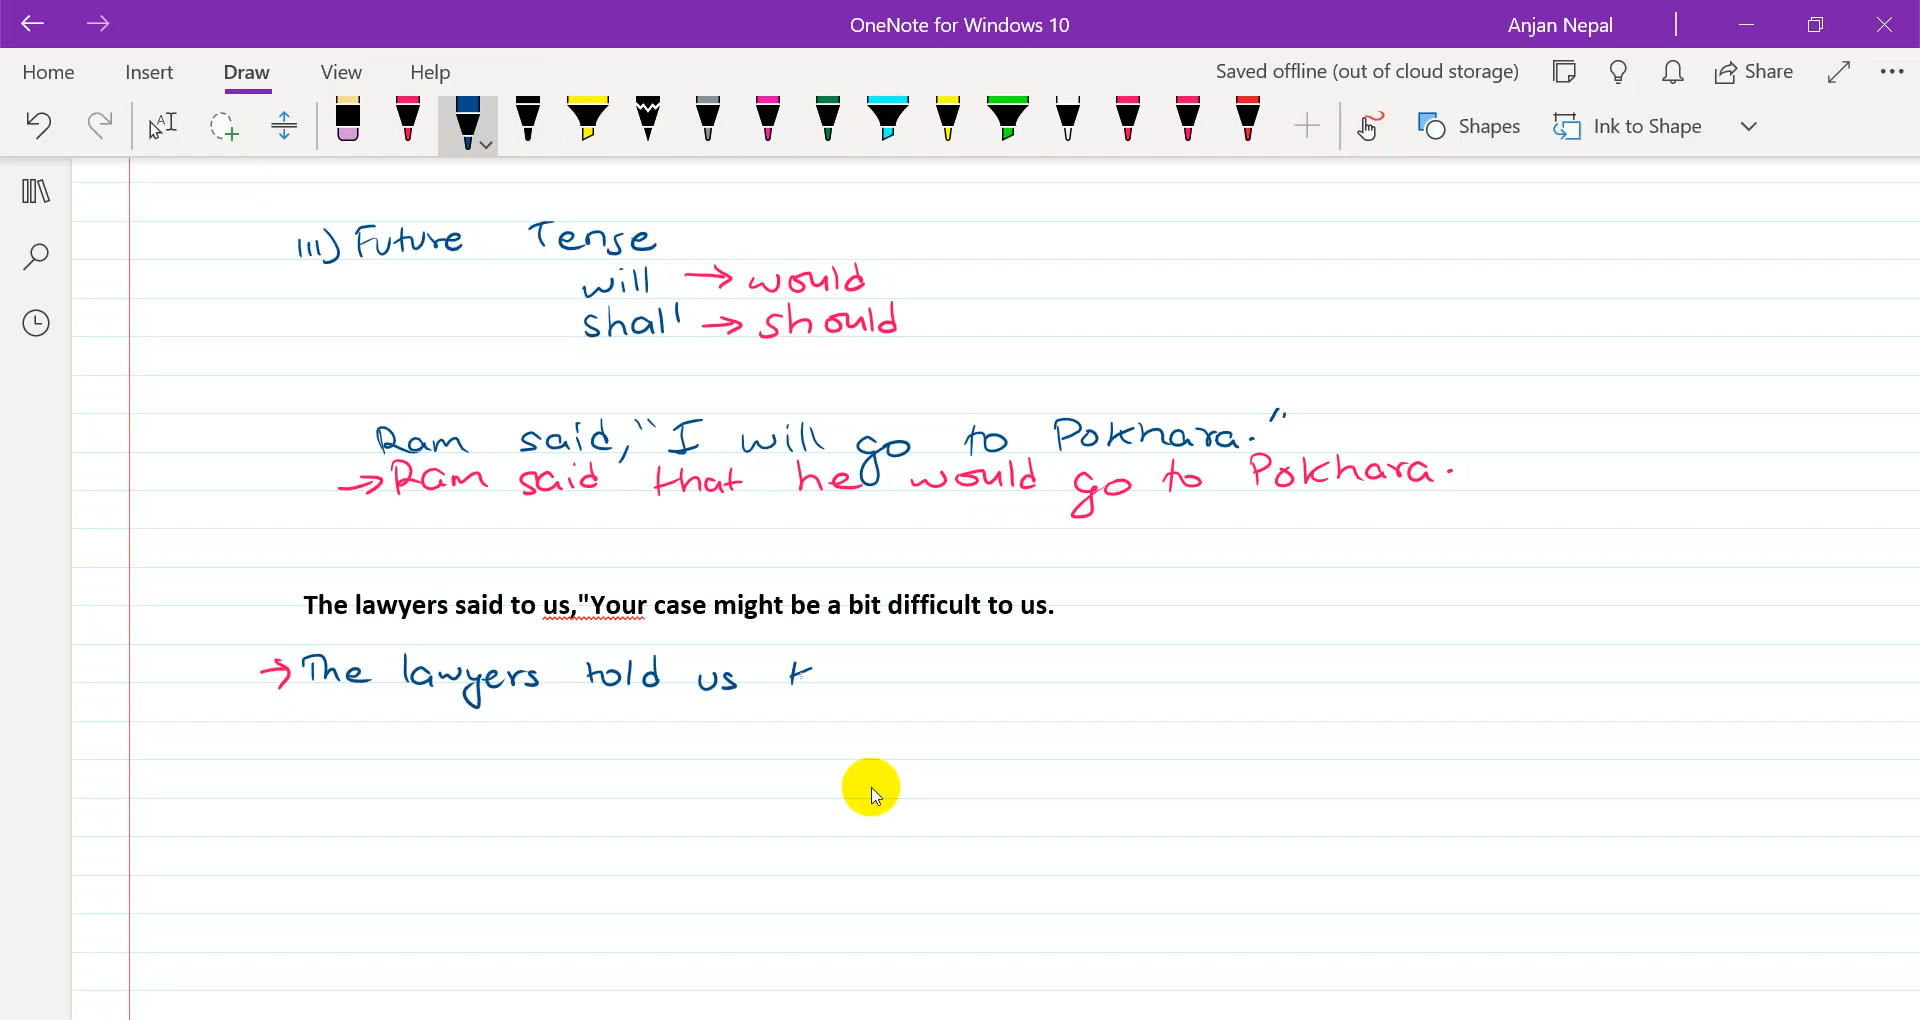 OneNote for Windows 10
Anjan Nepal
Home Insert Draw View Help
Saved offline (out of cloud storage)
Share
Shapes
Ink to Shape
III) Future Tense
will → would
shall → should
Ram said, "I will go to Pokhara."
→ Ram said that he would go to Pokhara.
The lawyers said to us,"Your case might be a bit difficult to us.
→ The lawyers told us t